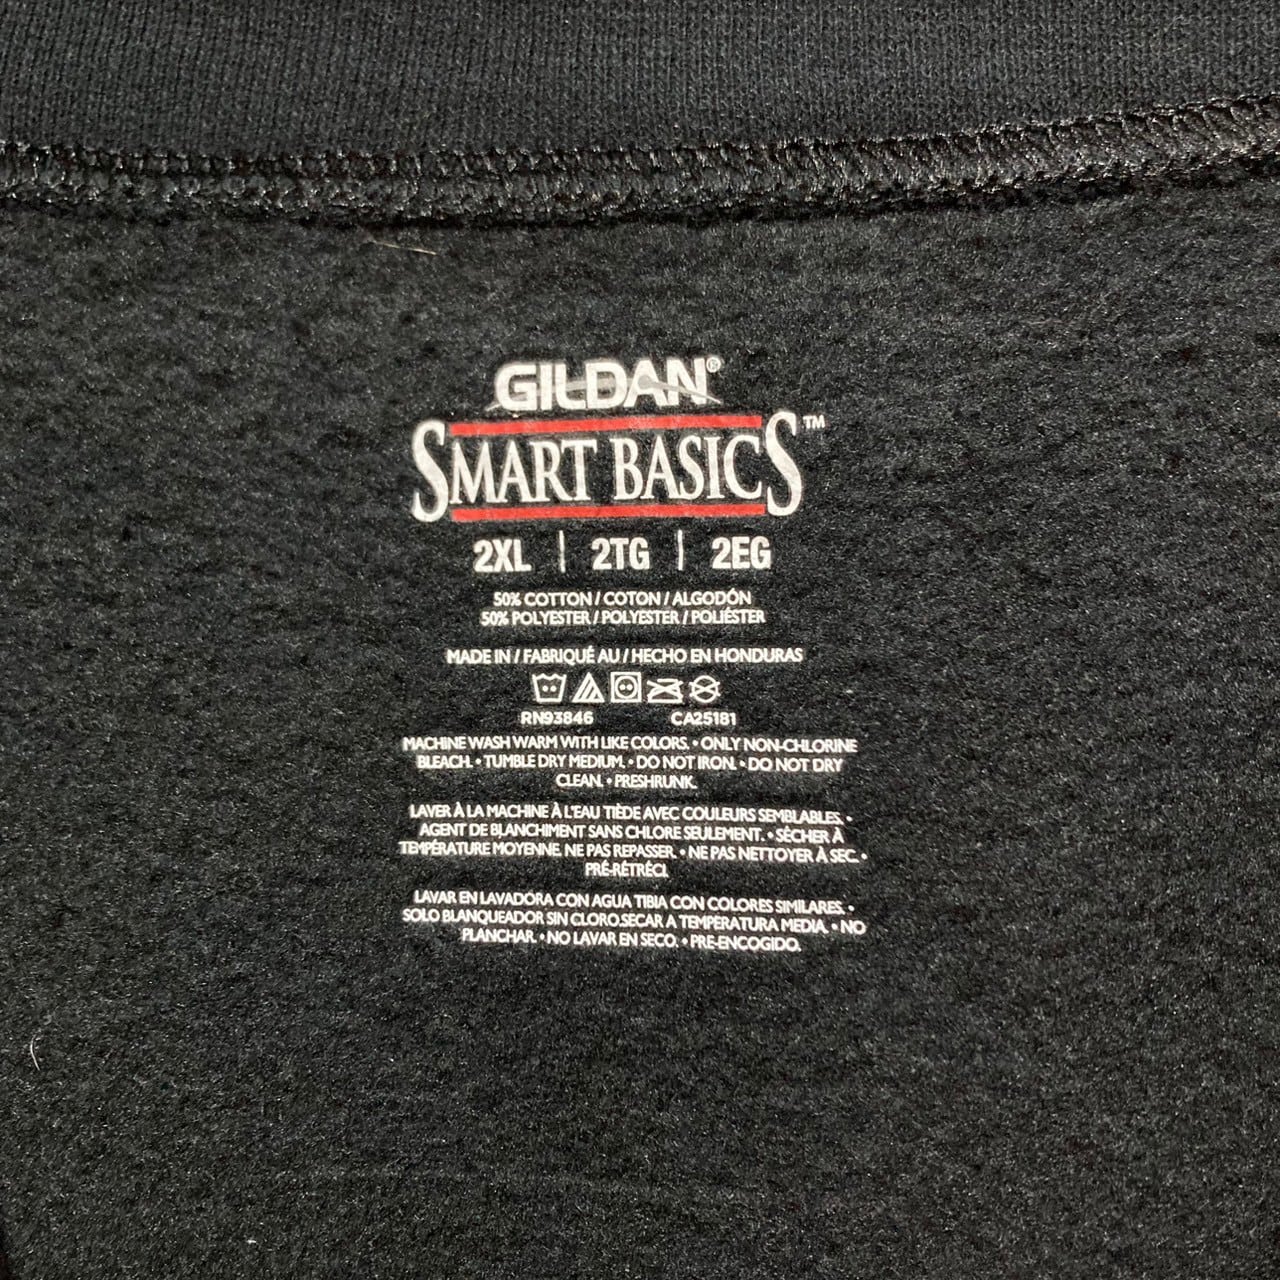 GILDAN®
SMART BASICS™
2XL | 2TG | 2EG
50% COTTON / COTON / ALGODÓN
50% POLYESTER / POLYESTER / POLIÉSTER
MADE IN / FABRIQUÉ AU / HECHO EN HONDURAS
RN93846 CA25181
MACHINE WASH WARM WITH LIKE COLORS. • ONLY NON-CHLORINE
BLEACH. • TUMBLE DRY MEDIUM. • DO NOT IRON. • DO NOT DRY
CLEAN. • PRESHRUNK.
LAVER À LA MACHINE À L'EAU TIÈDE AVEC COULEURS SEMBLABLES. •
AGENT DE BLANCHIMENT SANS CHLORE SEULEMENT. • SÉCHER À
TEMPÉRATURE MOYENNE. NE PAS REPASSER. • NE PAS NETTOYER À SEC. •
PRÉ-RÉTRÉCI.
LAVAR EN LAVADORA CON AGUA TIBIA CON COLORES SIMILARES. •
SOLO BLANQUEADOR SIN CLORO.SECAR A TEMPERATURA MEDIA. • NO
PLANCHAR. • NO LAVAR EN SECO. • PRE-ENCOGIDO.